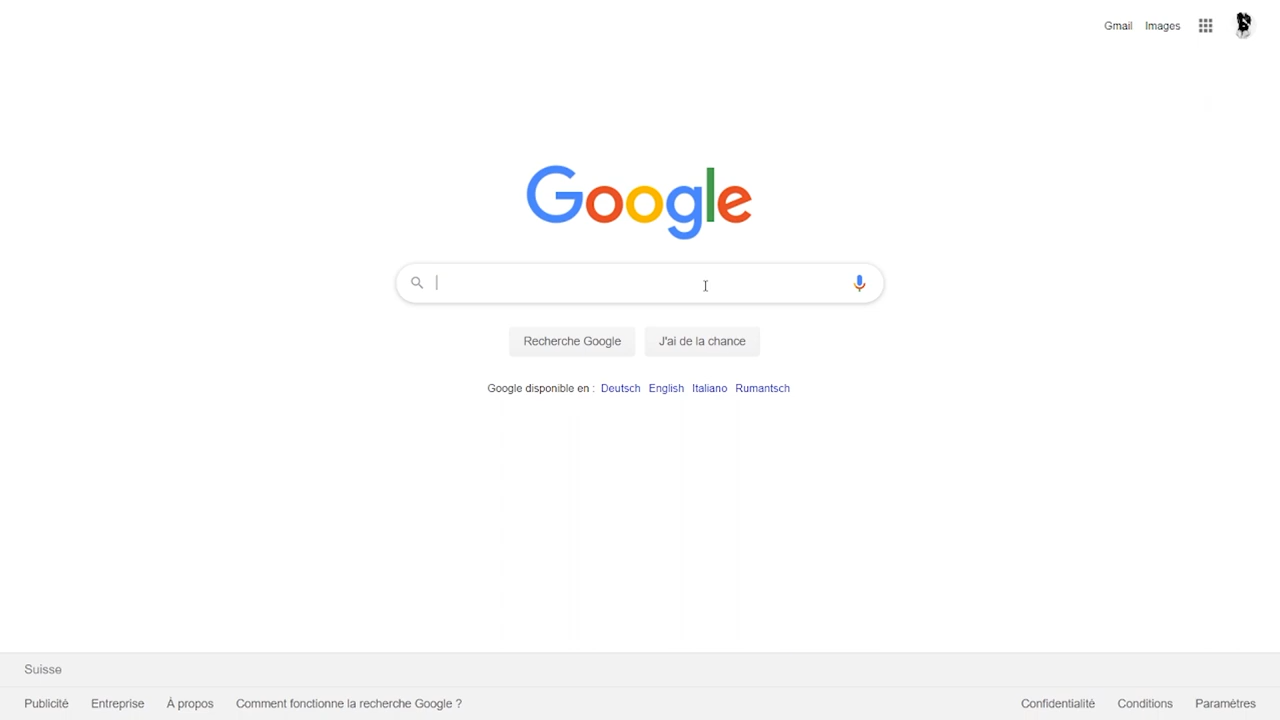 Gmail Images
Google
Recherche Google J'ai de la chance
Google disponible en : Deutsch English Italiano Rumantsch
Suisse
Publicité Entreprise À propos Comment fonctionne la recherche Google ? Confidentialité Conditions Paramètres